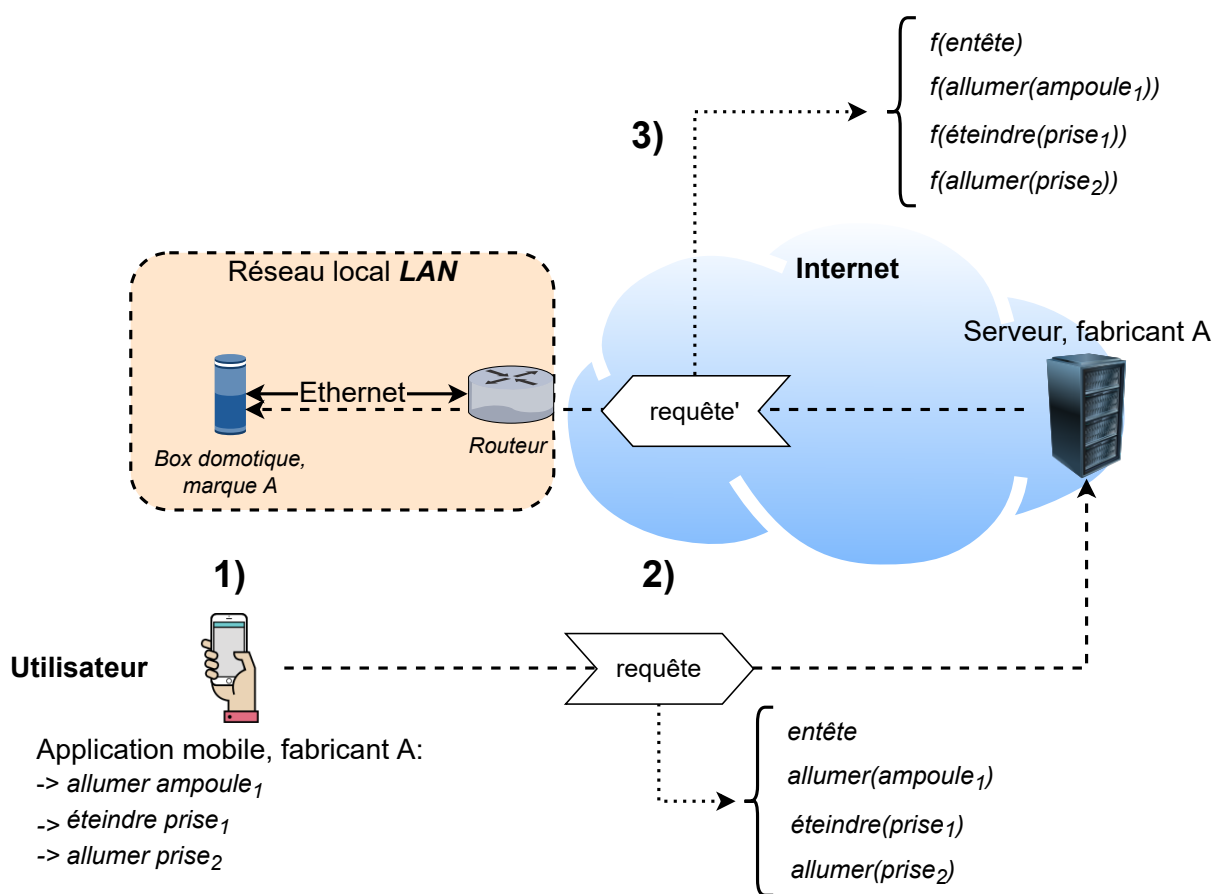 f(entête)
f(allumer(ampoule₁))
3)
f(éteindre(prise₁))
f(allumer(prise₂))
Réseau local LAN
Internet
Serveur, fabricant A
Ethernet
requête'
Routeur
Box domotique,
marque A
1)
2)
Utilisateur
requête
Application mobile, fabricant A:
-> allumer ampoule₁
-> éteindre prise₁
-> allumer prise₂
entête
allumer(ampoule₁)
éteindre(prise₁)
allumer(prise₂)